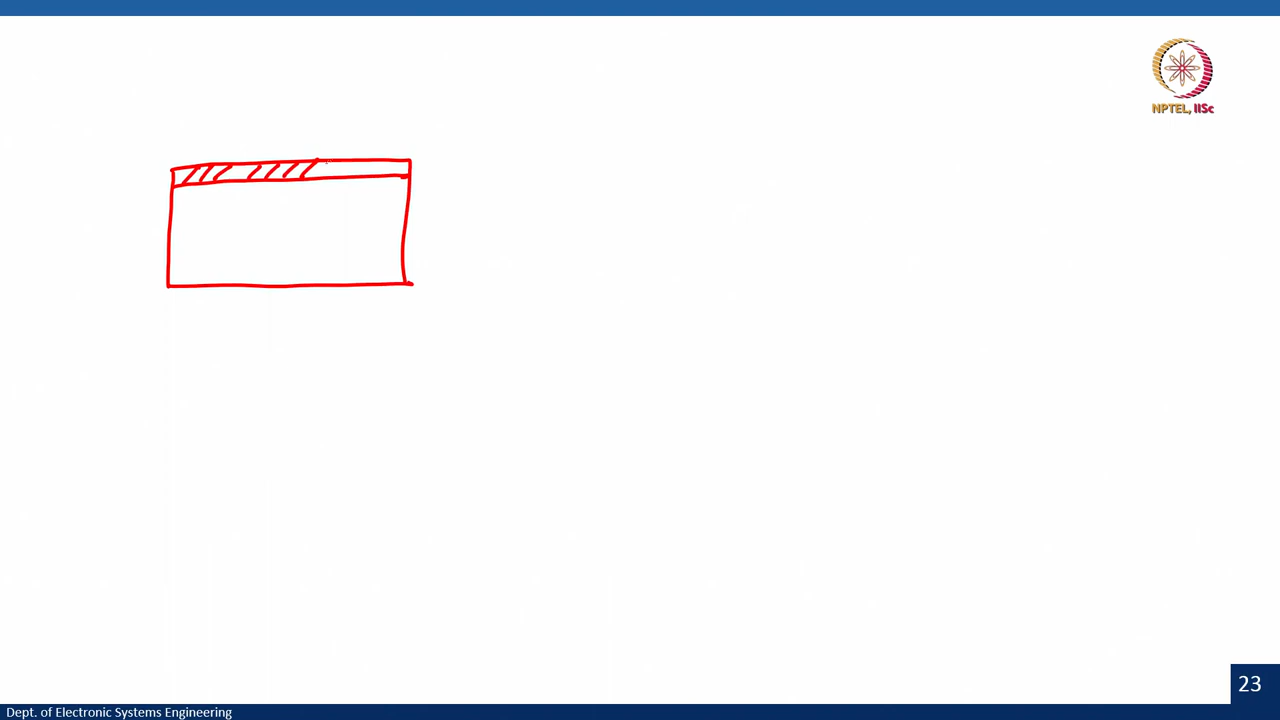 NPTEL, IISc
23
Dept. of Electronic Systems Engineering